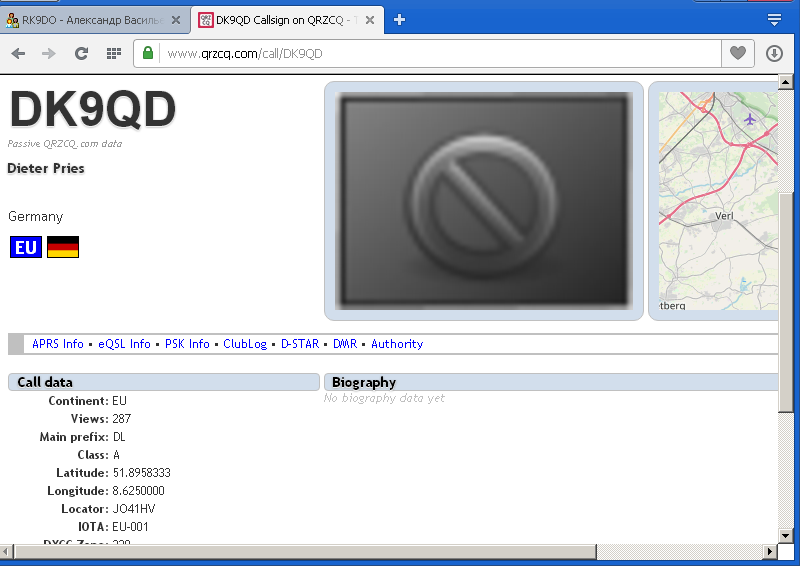 RK9DO - Александр Василь
DK9QD Callsign on QRZCQ - T
www.qrzcq.com/call/DK9QD
DK9QD
Passive QRZCQ.com data
Dieter Pries
Germany
EU
Verl
tberg
APRS Info • eQSL Info • PSK Info • ClubLog • D-STAR • DMR • Authority
Call data
Biography
No biography data yet
Continent: EU
Views: 287
Main prefix: DL
Class: A
Latitude: 51.8958333
Longitude: 8.6250000
Locator: JO41HV
IOTA: EU-001